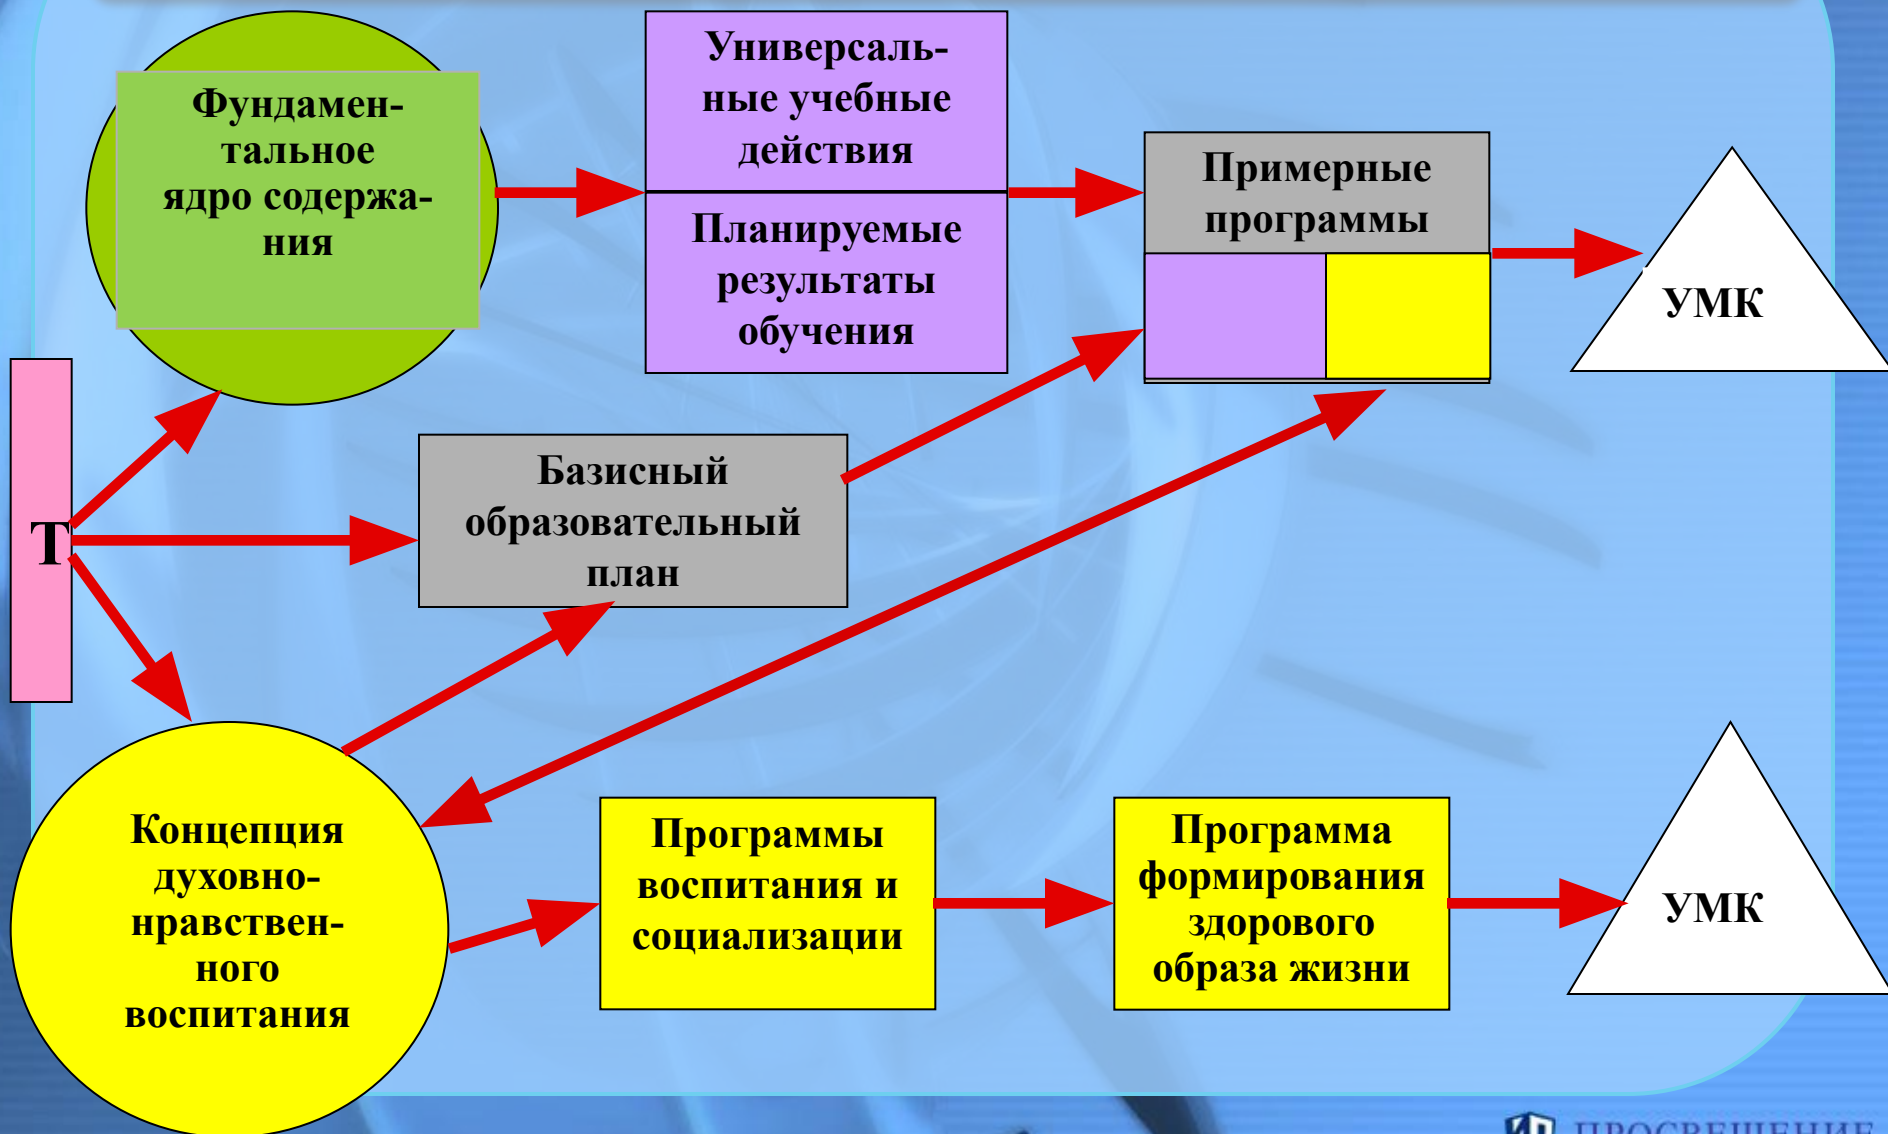 Фундамен-
тальное
ядро содержа-
ния
Универсаль-
ные учебные
действия
Планируемые
результаты
обучения
Примерные
программы
УМК
Т
Базисный
образовательный
план
Концепция
духовно-
нравствен-
ного
воспитания
Программы
воспитания и
социализации
Программа
формирования
здорового
образа жизни
УМК
ПРОСВЕЩЕНИЕ